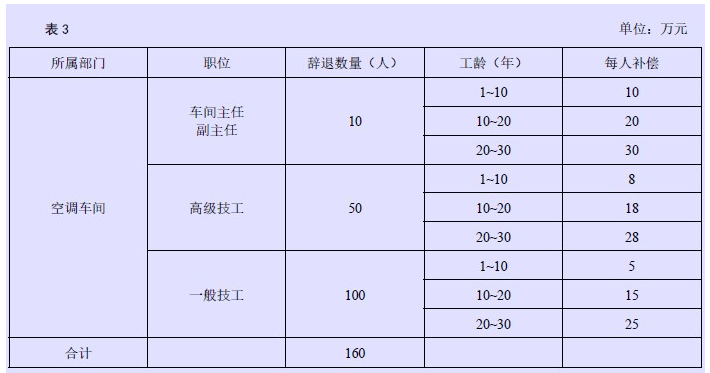 表 3 单位：万元
所属部门 职位 辞退数量（人） 工龄（年） 每人补偿
空调车间 车间主任 副主任 10 1~10 10
10~20 20
20~30 30
高级技工 50 1~10 8
10~20 18
20~30 28
一般技工 100 1~10 5
10~20 15
20~30 25
合计 160